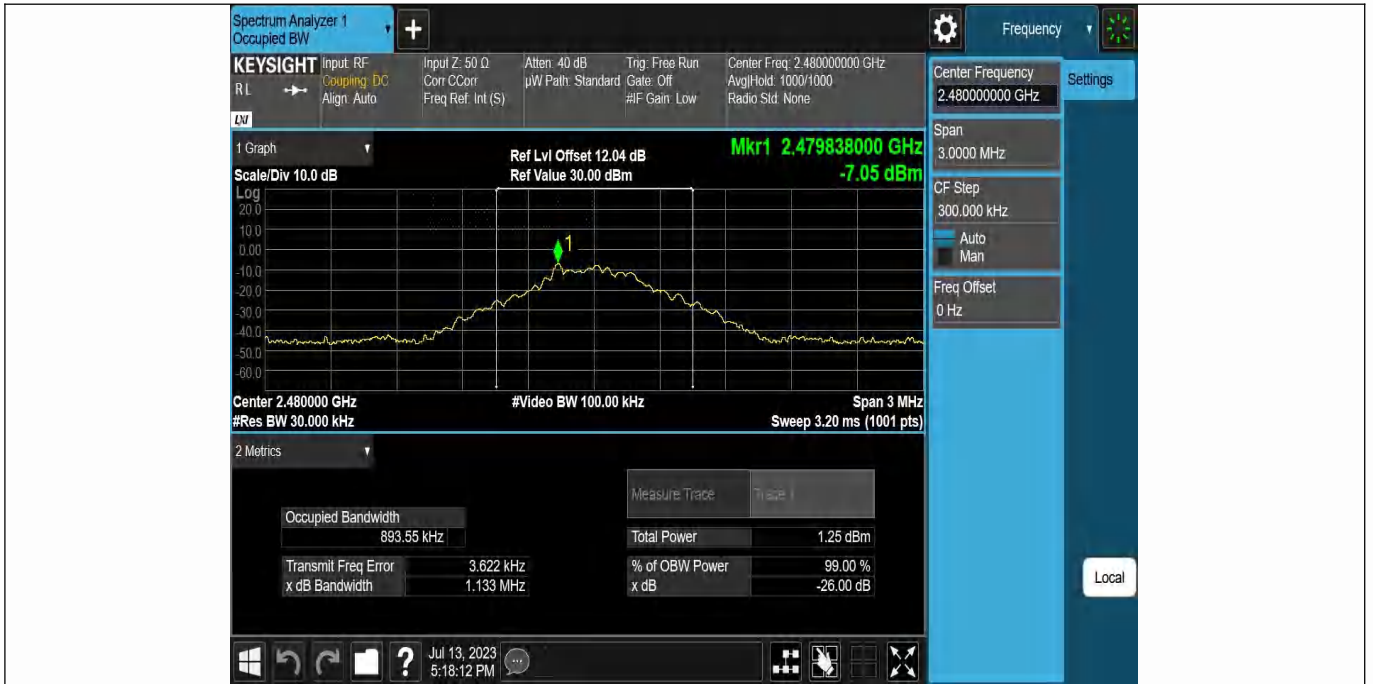 Spectrum Analyzer 1
Occupied BW
+
Frequency
KEYSIGHT
R L
LXI
Input: RF
Coupling: DC
Align: Auto
Input Z: 50 Ω
Corr CCorr
Freq Ref: Int (S)
Atten: 40 dB
µW Path: Standard
Trig: Free Run
Gate: Off
#IF Gain: Low
Center Freq: 2.480000000 GHz
Avg|Hold: 1000/1000
Radio Std: None
Center Frequency
2.480000000 GHz
Settings
Span
3.0000 MHz
CF Step
300.000 kHz
Auto
Man
Freq Offset
0 Hz
1 Graph
Scale/Div 10.0 dB
Ref Lvl Offset 12.04 dB
Ref Value 30.00 dBm
Mkr1 2.479838000 GHz
-7.05 dBm
Log
20.0
10.0
0.00
-10.0
-20.0
-30.0
-40.0
-50.0
-60.0
1
Center 2.480000 GHz
#Video BW 100.00 kHz
Span 3 MHz
#Res BW 30.000 kHz
Sweep 3.20 ms (1001 pts)
2 Metrics
Measure Trace
Trace 1
Occupied Bandwidth
893.55 kHz
Total Power
1.25 dBm
Transmit Freq Error
3.622 kHz
% of OBW Power
99.00 %
x dB Bandwidth
1.133 MHz
x dB
-26.00 dB
Local
?
Jul 13, 2023
5:18:12 PM